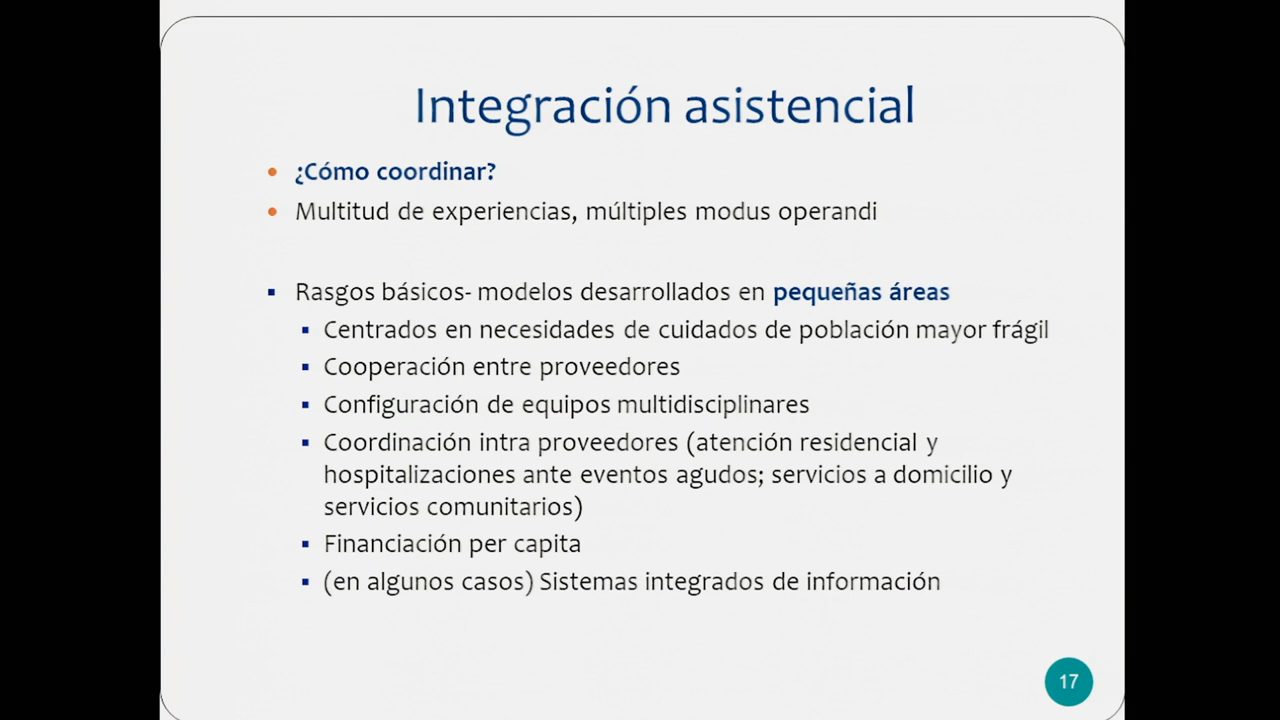 Integración asistencial
¿Cómo coordinar?
Multitud de experiencias, múltiples modus operandi
Rasgos básicos- modelos desarrollados en pequeñas áreas
Centrados en necesidades de cuidados de población mayor frágil
Cooperación entre proveedores
Configuración de equipos multidisciplinares
Coordinación intra proveedores (atención residencial y
hospitalizaciones ante eventos agudos; servicios a domicilio y
servicios comunitarios)
Financiación per capita
(en algunos casos) Sistemas integrados de información
17